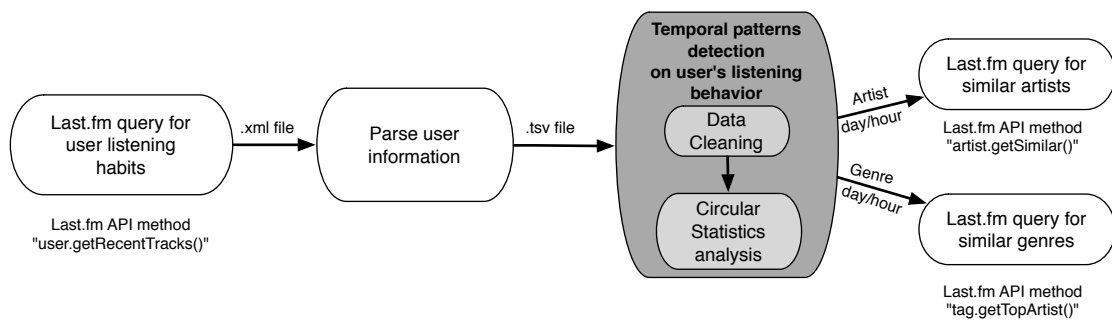 Last.fm query for
user listening
habits
Last.fm API method
"user.getRecentTracks()"
.xml file
Parse user
information
.tsv file
Temporal patterns
detection
on user's listening
behavior
Data
Cleaning
Circular
Statistics
analysis
Artist
day/hour
Last.fm query for
similar artists
Last.fm API method
"artist.getSimilar()"
Genre
day/hour
Last.fm query for
similar genres
Last.fm API method
"tag.getTopArtist()"